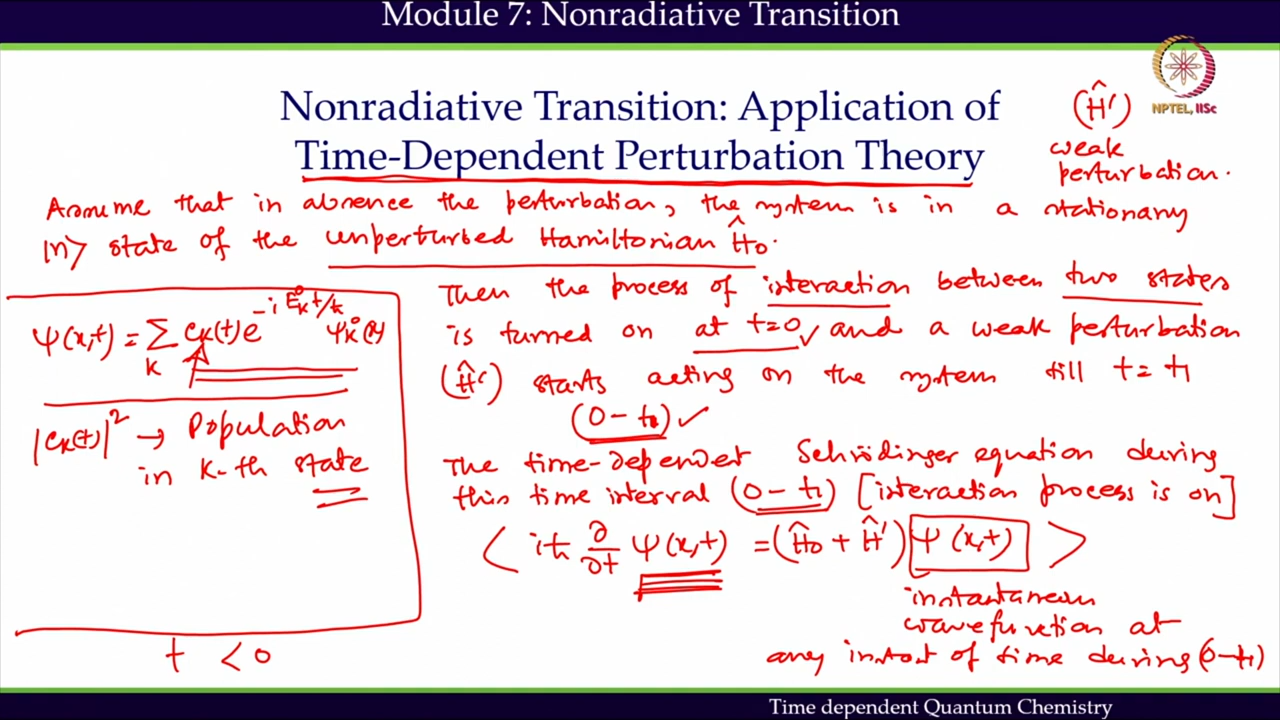 Module 7: Nonradiative Transition
NPTEL, IISc
Nonradiative Transition: Application of
Time-Dependent Perturbation Theory
(Ĥ′)
weak
perturbation.
Assume that in absence the perturbation, the system is in a stationary
|n> state of the unperturbed Hamiltonian Ĥ₀.
Then the process of interaction between two states
is turned on at t=0, and a weak perturbation
(Ĥ′) starts acting on the system till t = t₁
(0 - t₁) ✓
The time-dependet Schrödinger equation during
this time interval (0 - t₁) [interaction process is on]
< iħ ∂/∂t Ψ(x,t) = (Ĥ₀ + Ĥ′) Ψ(x,t) >
instantaneous
wavefunction at
any instant of time during (0-t₁)
Ψ(x,t) = Σ_K c_K(t) e^{-i E_K⁰ t/ħ} Ψ_K⁰(x)
|c_K(t)|² → Population
in K-th state
t < 0
Time dependent Quantum Chemistry